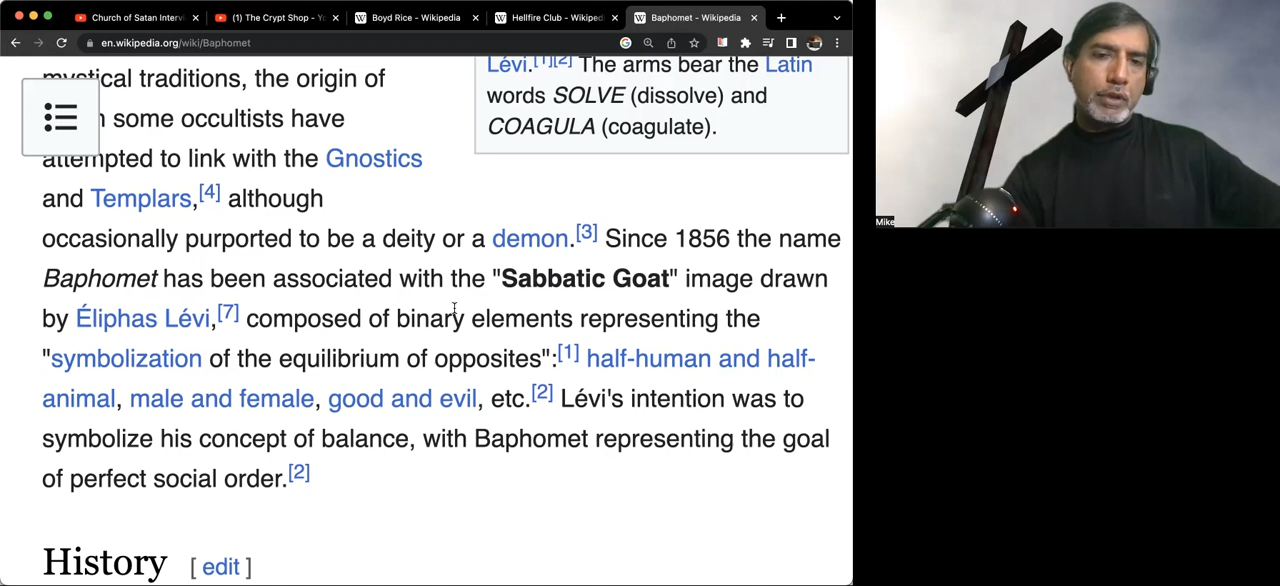 Church of Satan Interv
(1) The Crypt Shop - Yo
Boyd Rice - Wikipedia
Hellfire Club - Wikiped
Baphomet - Wikipedia
en.wikipedia.org/wiki/Baphomet
mystical traditions, the origin of
some occultists have
attempted to link with the Gnostics
and Templars,[4] although
occasionally purported to be a deity or a demon.[3] Since 1856 the name
Baphomet has been associated with the "Sabbatic Goat" image drawn
by Éliphas Lévi,[7] composed of binary elements representing the
"symbolization of the equilibrium of opposites":[1] half-human and half-
animal, male and female, good and evil, etc.[2] Lévi's intention was to
symbolize his concept of balance, with Baphomet representing the goal
of perfect social order.[2]
Lévi.[1][2] The arms bear the Latin
words SOLVE (dissolve) and
COAGULA (coagulate).
History [ edit ]
Mike